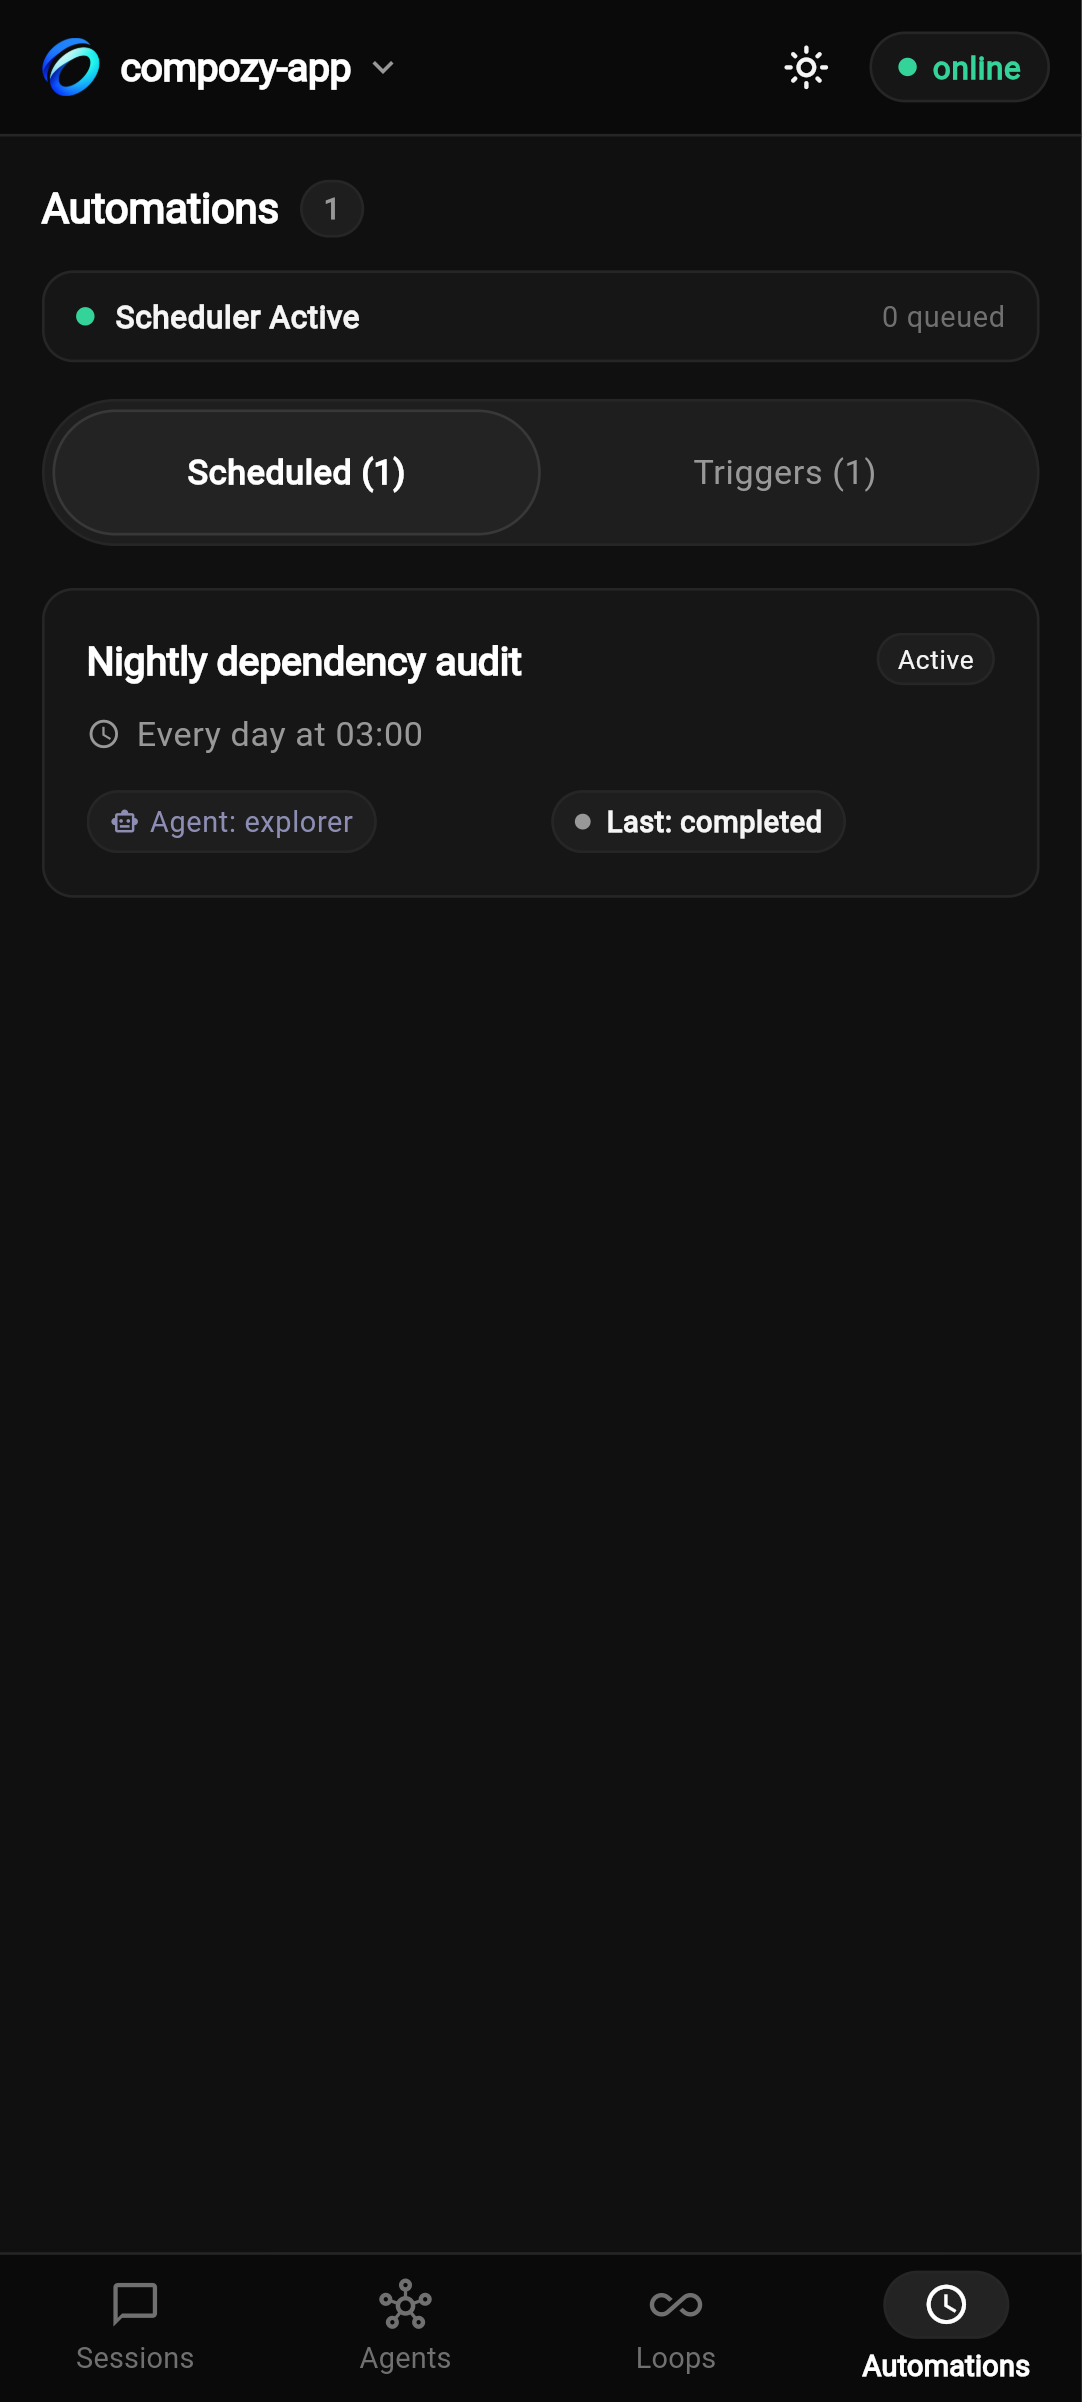 compozy-app
online
Automations 1
Scheduler Active 0 queued
Scheduled (1) Triggers (1)
Nightly dependency audit Active
Every day at 03:00
Agent: explorer Last: completed
Sessions Agents Loops Automations